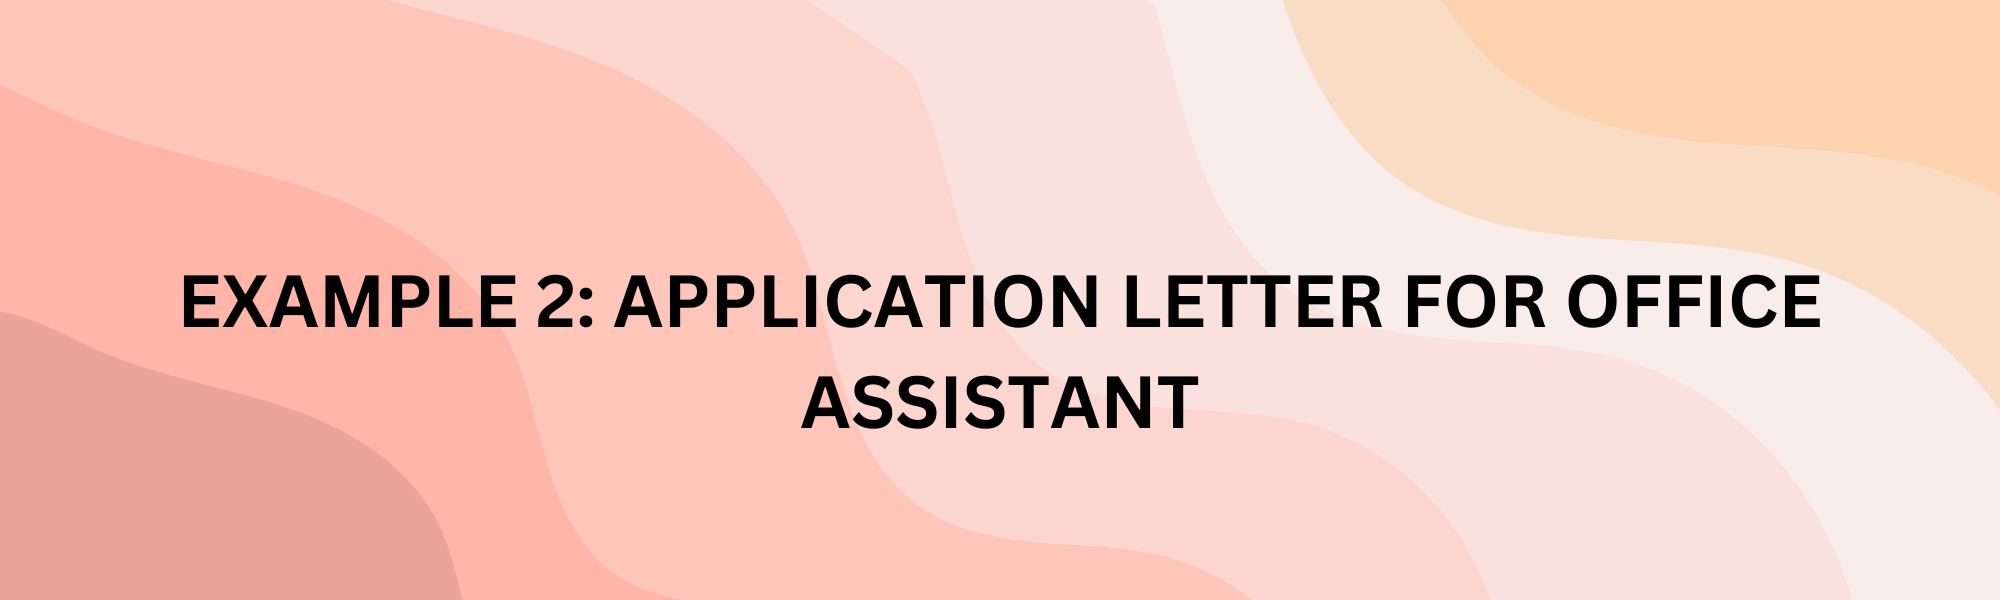 EXAMPLE 2: APPLICATION LETTER FOR OFFICE
ASSISTANT